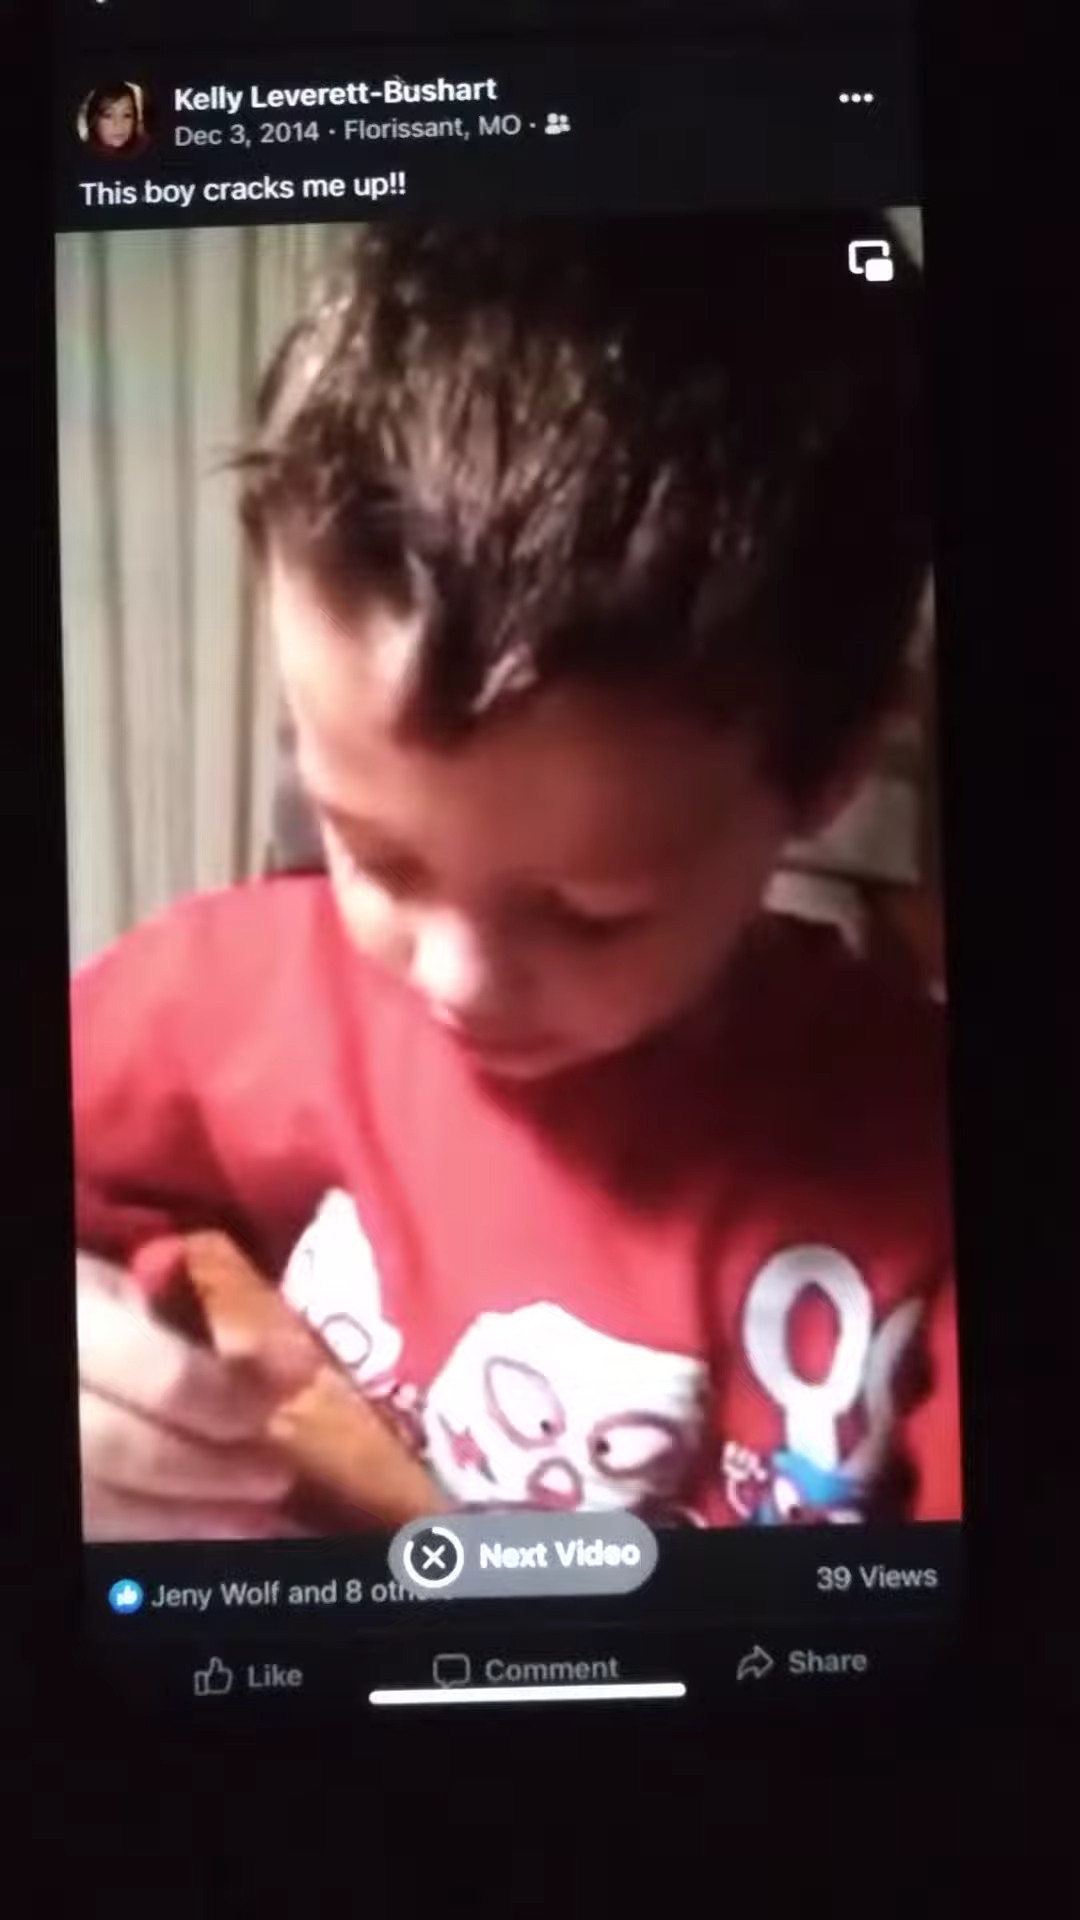 Kelly Leverett-Bushart
Dec 3, 2014 · Florissant, MO ·
This boy cracks me up!!
Next Video
Jeny Wolf and 8
39 Views
Like
Comment
Share